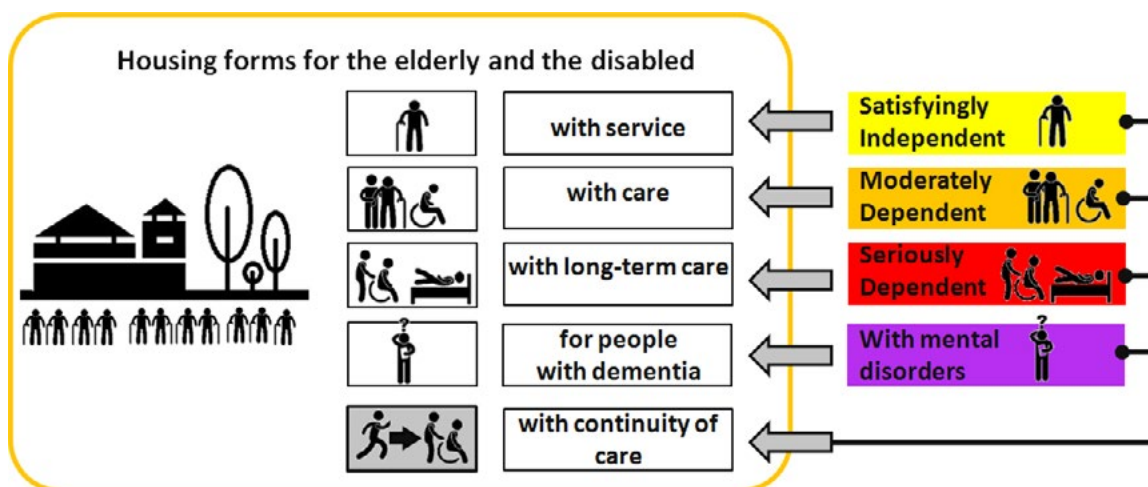 Housing forms for the elderly and the disabled
with service
Satisfyingly
Independent
with care
Moderately
Dependent
with long-term care
Seriously
Dependent
?
for people
with dementia
?
With mental
disorders
with continuity of
care